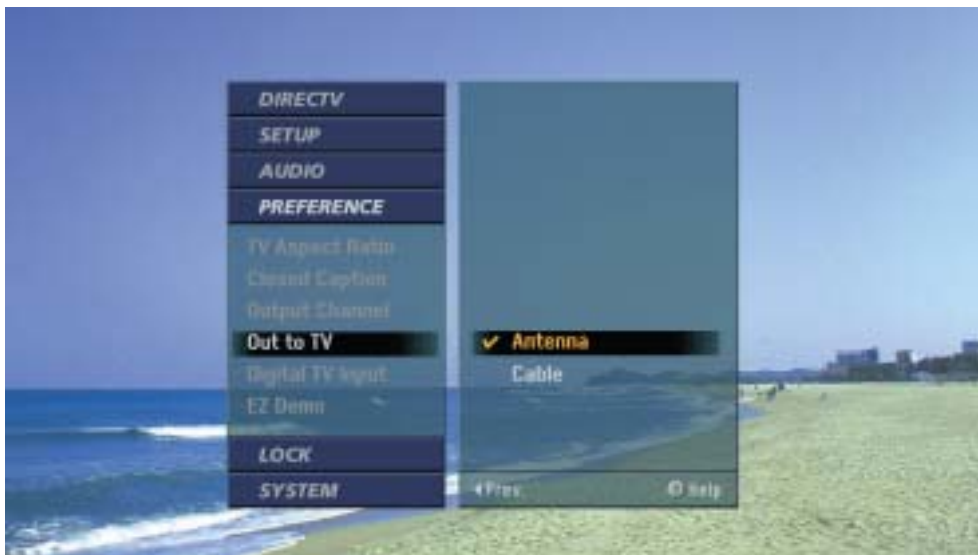 DIRECTV
SETUP
AUDIO
PREFERENCE
TV Aspect Ratio
Closed Caption
Output Channel
Out to TV
Digital TV Input
EZ Demo
LOCK
SYSTEM
Antenna
Cable
Prev.
Help